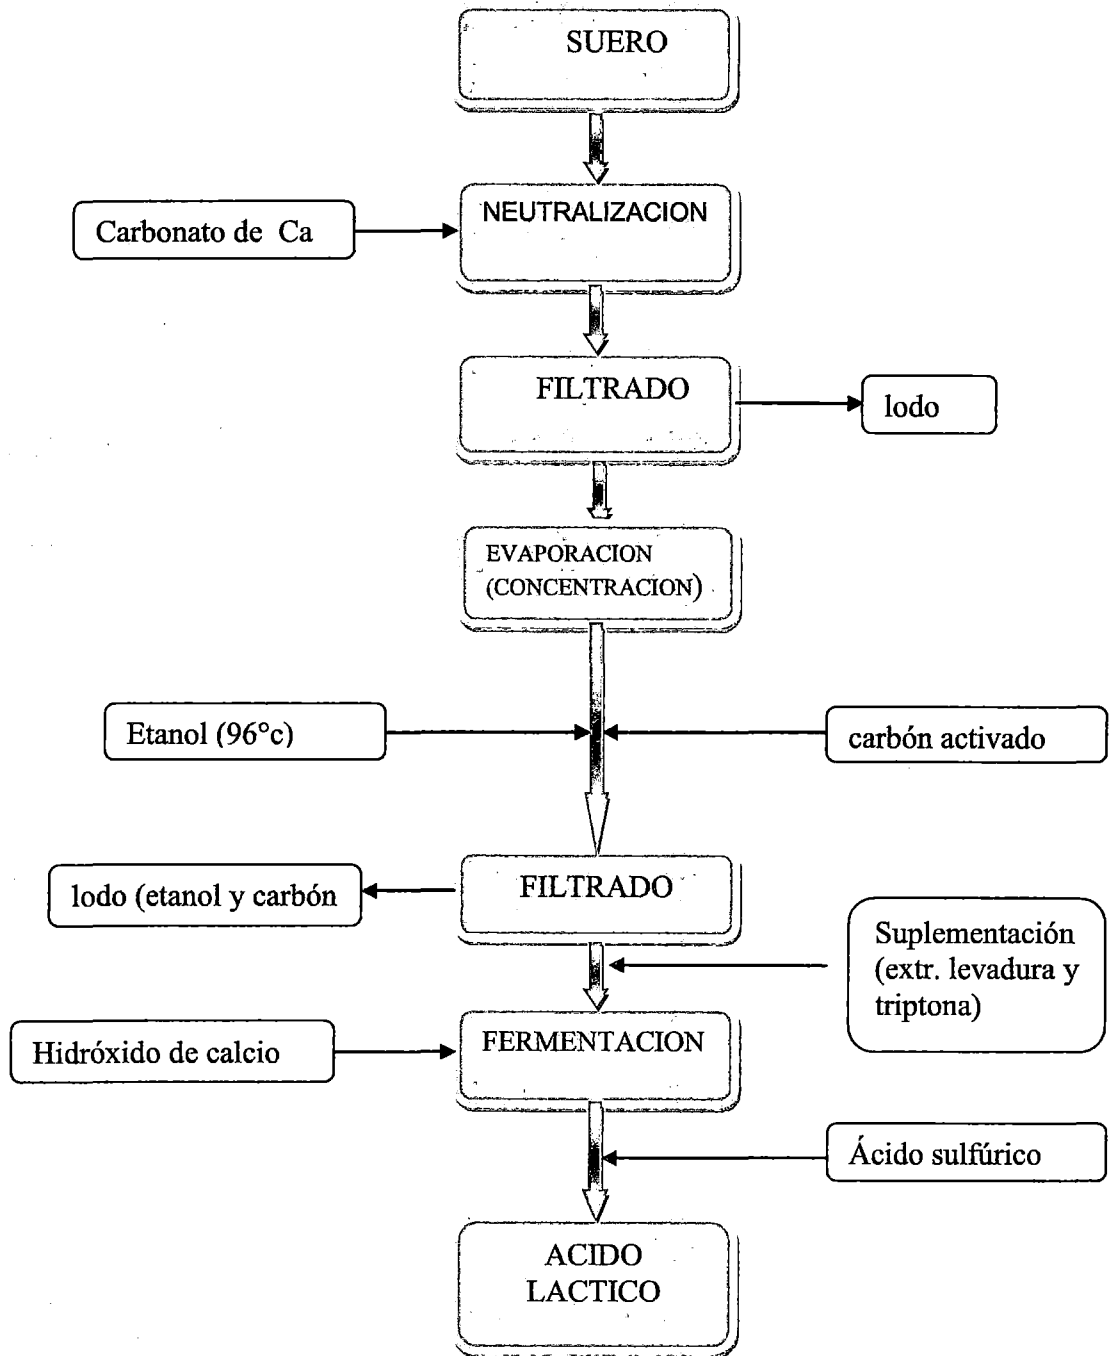 SUERO
Carbonato de Ca
NEUTRALIZACION
FILTRADO
lodo
EVAPORACION
(CONCENTRACION)
Etanol (96°c)
carbón activado
lodo (etanol y carbón
FILTRADO
Suplementación
(extr. levadura y
triptona)
Hidróxido de calcio
FERMENTACION
Ácido sulfúrico
ACIDO
LACTICO